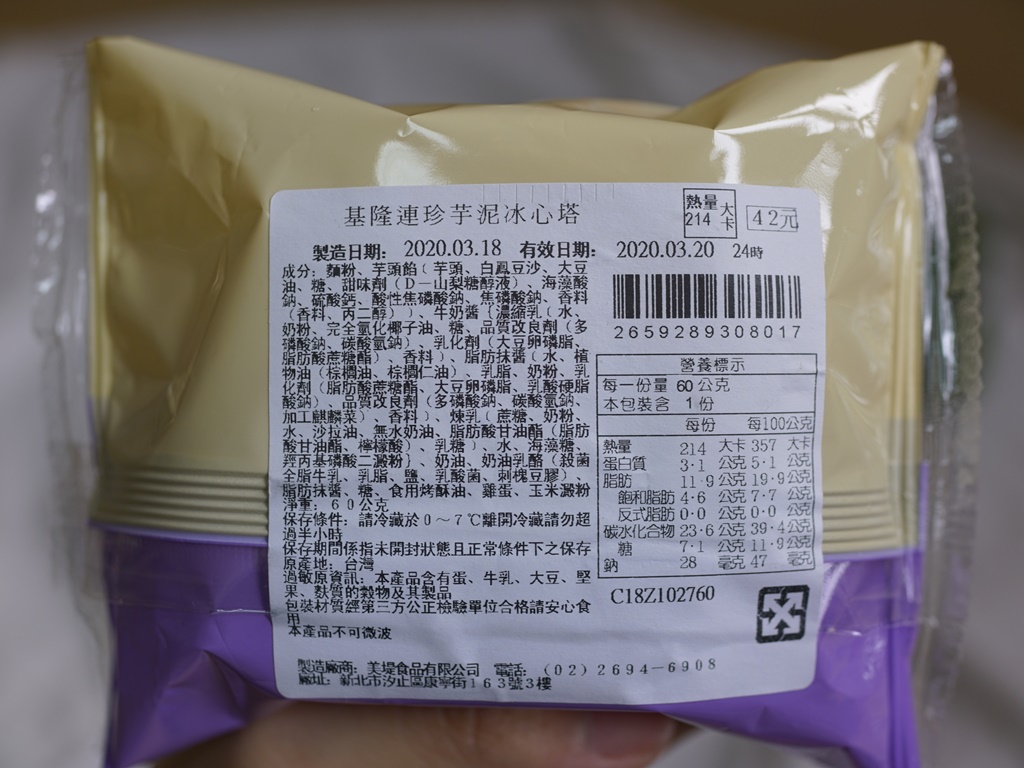 基隆連珍芋泥冰心塔
熱量
214
大卡
42元
製造日期: 2020.03.18 有效日期: 2020.03.20 24時
成分: 麵粉、芋頭餡(芋頭、白鳳豆沙、大豆
油、糖、甜味劑(D-山梨糖醇液)、海藻酸
鈉、硫酸鈣、酸性焦磷酸鈉、焦磷酸鈉、香料
(香料、丙二醇))、牛奶醬{濃縮乳(水、
奶粉、完全氫化椰子油、糖、品質改良劑(多
磷酸鈉、碳酸氫鈉)、乳化劑(大豆卵磷脂、
脂肪酸蔗糖酯)、香料)、脂肪抹醬(水、植
物油(棕櫚油、棕櫚仁油)、乳脂、奶粉、乳
化劑(脂肪酸蔗糖酯、大豆卵磷脂、乳酸硬脂
酸鈉)、品質改良劑(多磷酸鈉、碳酸氫鈉、
加工麒麟菜)、香料)、煉乳(蔗糖、奶粉、
水、沙拉油、無水奶油、脂肪酸甘油酯(脂肪
酸甘油酯、檸檬酸)、乳糖)、水、海藻糖、
羥丙基磷酸二澱粉}、奶油、奶油乳酪(殺菌
全脂牛乳、乳脂、鹽、乳酸菌、刺槐豆膠)、
脂肪抹醬、糖、食用烤酥油、雞蛋、玉米澱粉
淨重: 60公克
保存條件: 請冷藏於0~7℃離開冷藏請勿超
過半小時
保存期間係指未開封狀態且正常條件下之保存
原產地: 台灣
過敏原資訊: 本產品含有蛋、牛乳、大豆、堅
果、麩質的穀物及其製品
包裝材質經第三方公正檢驗單位合格請安心食
用
本產品不可微波
2659289308017
營養標示
每一份量 60公克
本包裝含 1份
每份 每100公克
熱量 214 大卡 357 大卡
蛋白質 3.1 公克 5.1 公克
脂肪 11.9 公克 19.9 公克
飽和脂肪 4.6 公克 7.7 公克
反式脂肪 0.0 公克 0.0 公克
碳水化合物 23.6 公克 39.4 公克
糖 7.1 公克 11.9 公克
鈉 28 毫克 47 毫克
C18Z102760
製造廠商: 美堤食品有限公司 電話: (02)2694-6908
廠址: 新北市汐止區康寧街163號3樓